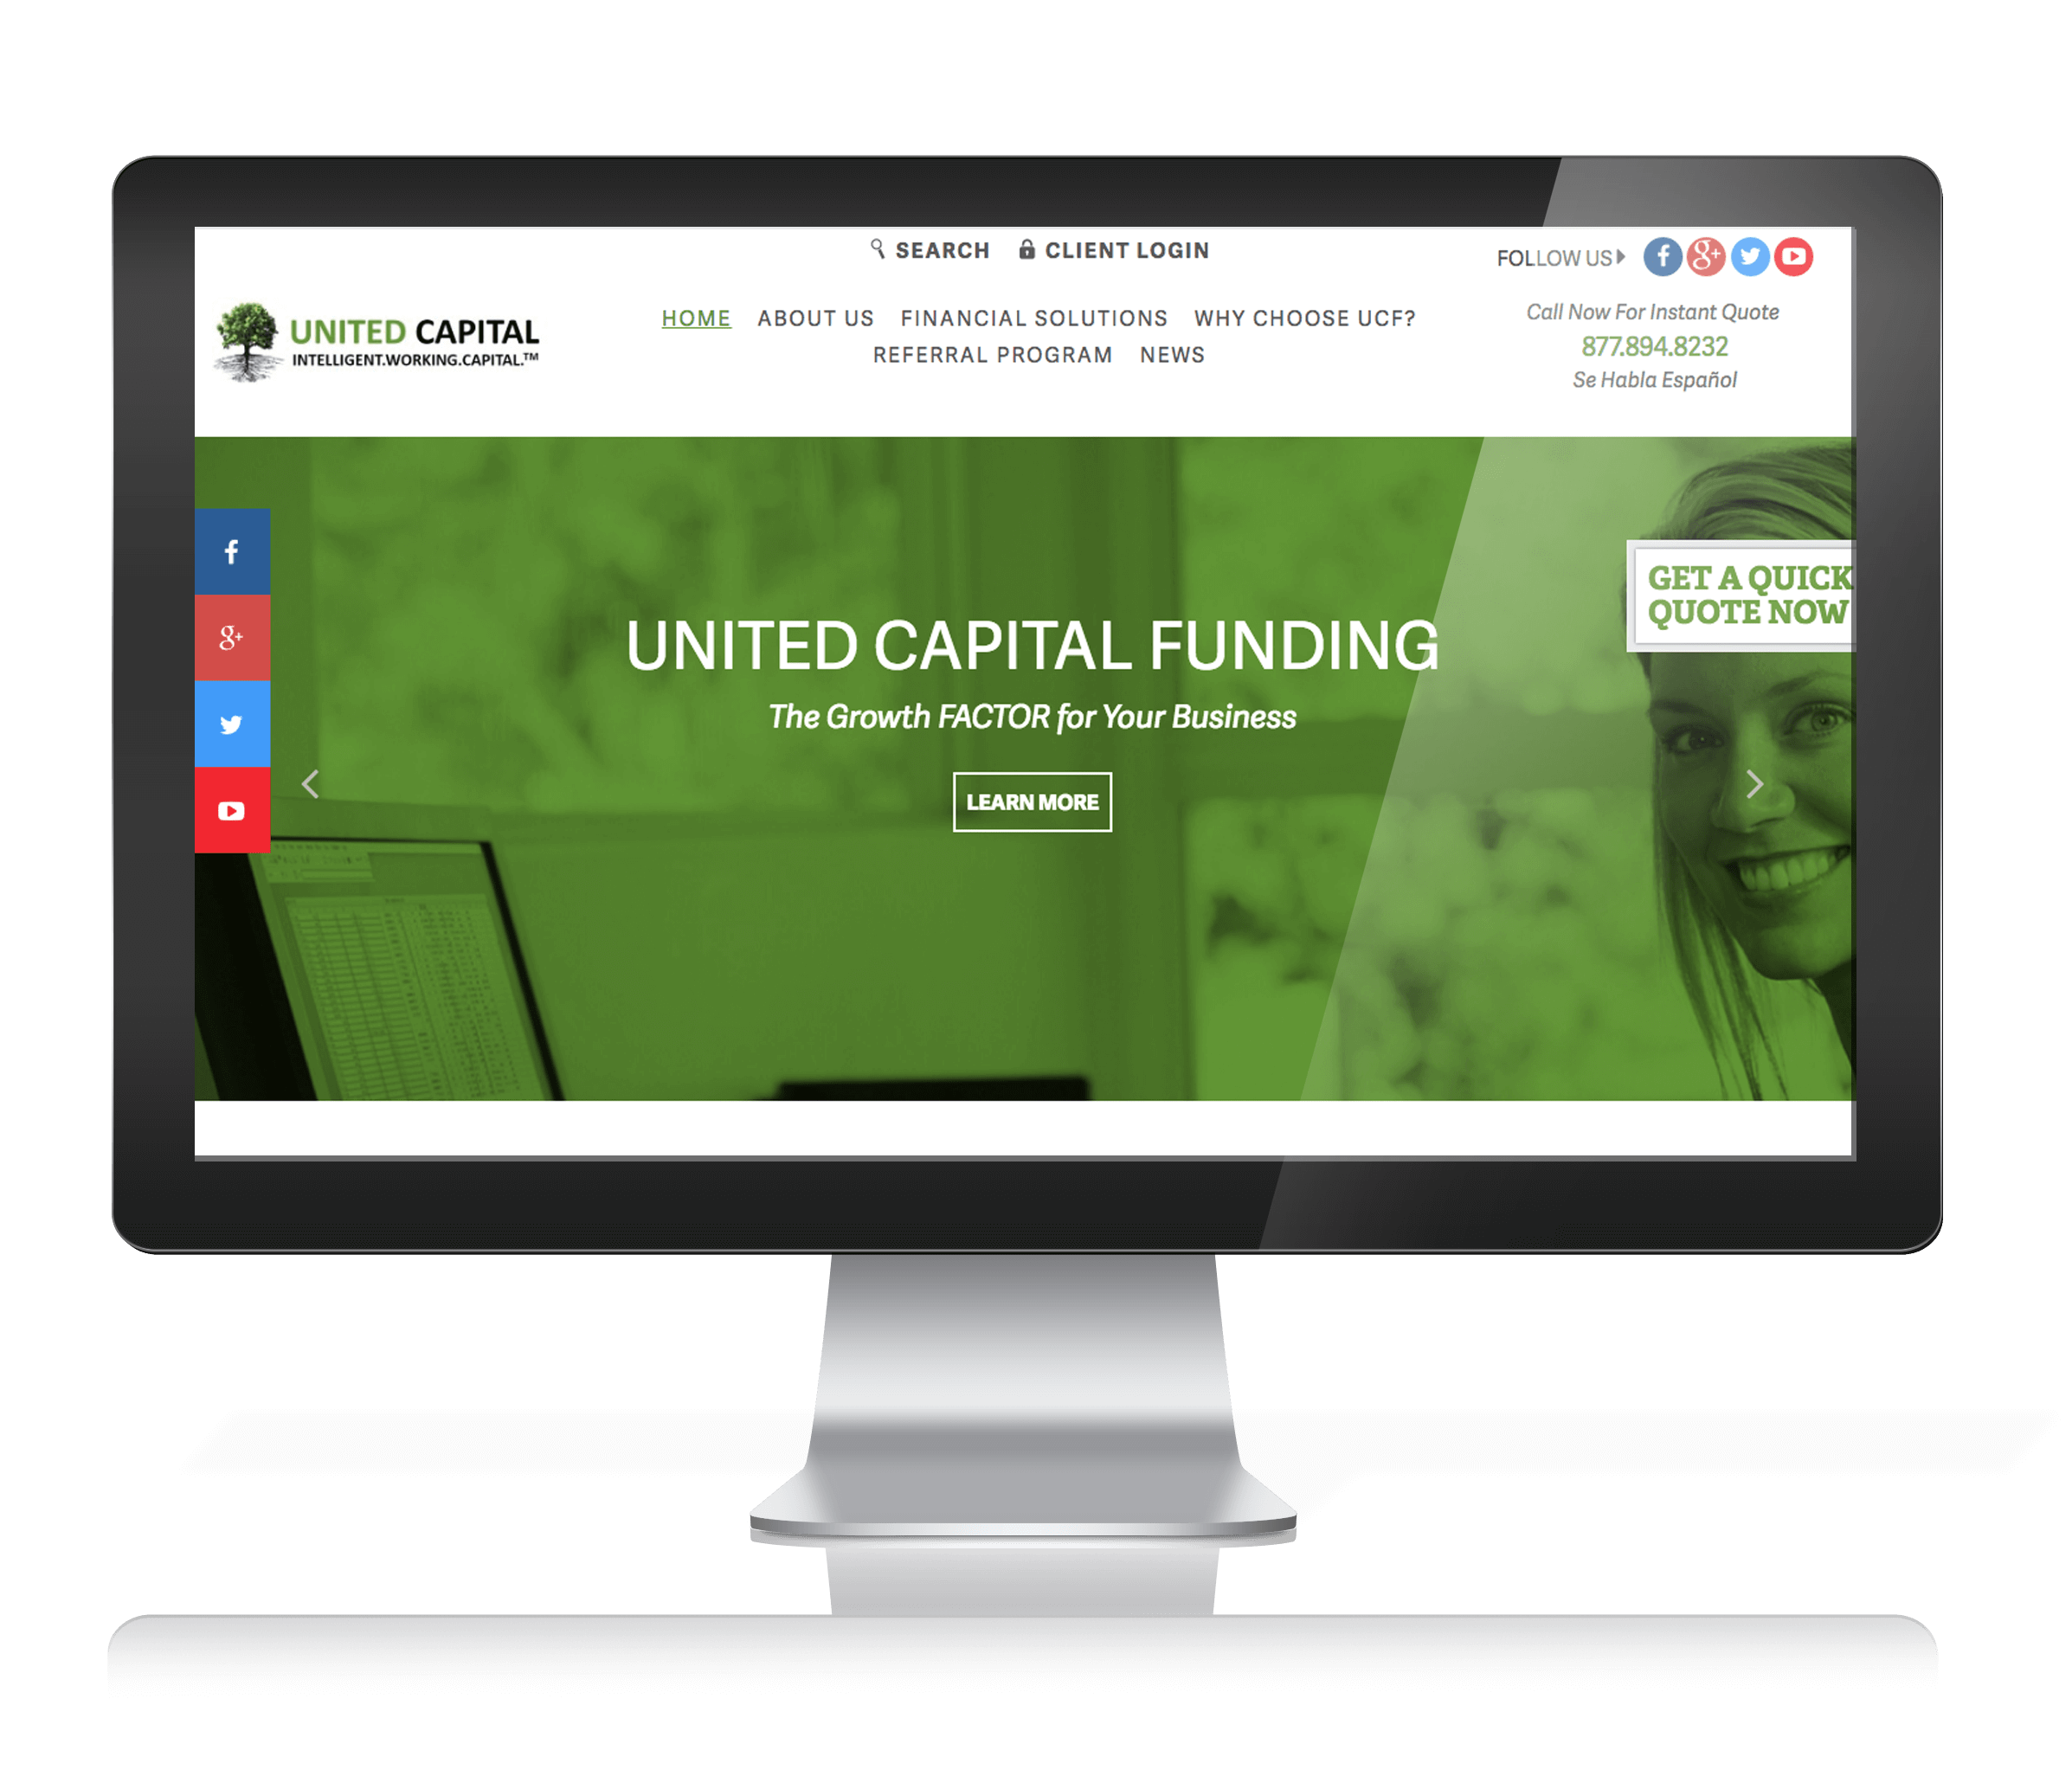 SEARCH CLIENT LOGIN
FOLLOW US
UNITED CAPITAL
INTELLIGENT.WORKING.CAPITAL.™
HOME ABOUT US FINANCIAL SOLUTIONS WHY CHOOSE UCF?
REFERRAL PROGRAM NEWS
Call Now For Instant Quote
877.894.8232
Se Habla Español
GET A QUICK
QUOTE NOW
UNITED CAPITAL FUNDING
The Growth FACTOR for Your Business
LEARN MORE